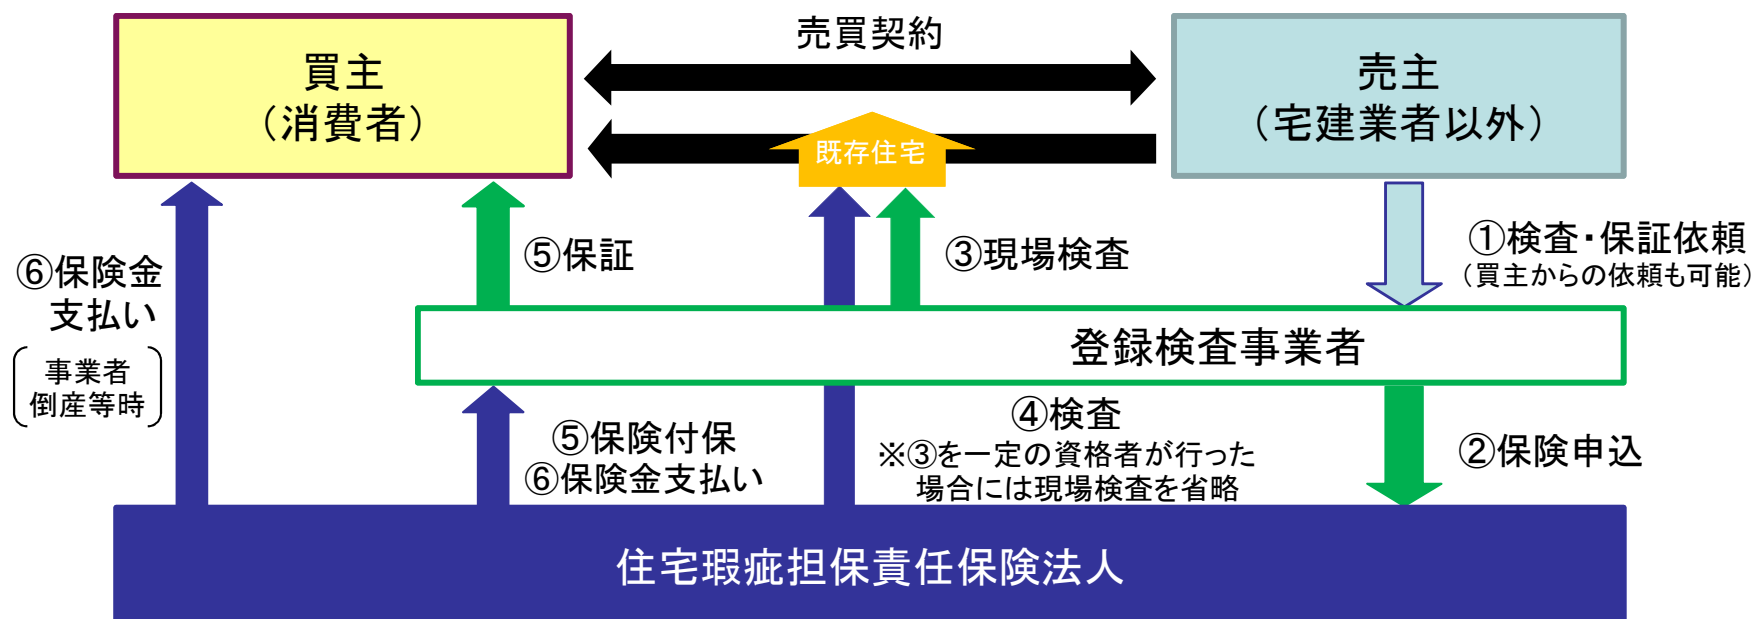 売買契約
買主
（消費者）
売主
（宅建業者以外）
既存住宅
①検査・保証依頼
（買主からの依頼も可能）
③現場検査
⑤保証
⑥保険金
支払い
事業者
倒産等時
登録検査事業者
④検査
※③を一定の資格者が行った
場合には現場検査を省略
⑤保険付保
⑥保険金支払い
②保険申込
住宅瑕疵担保責任保険法人